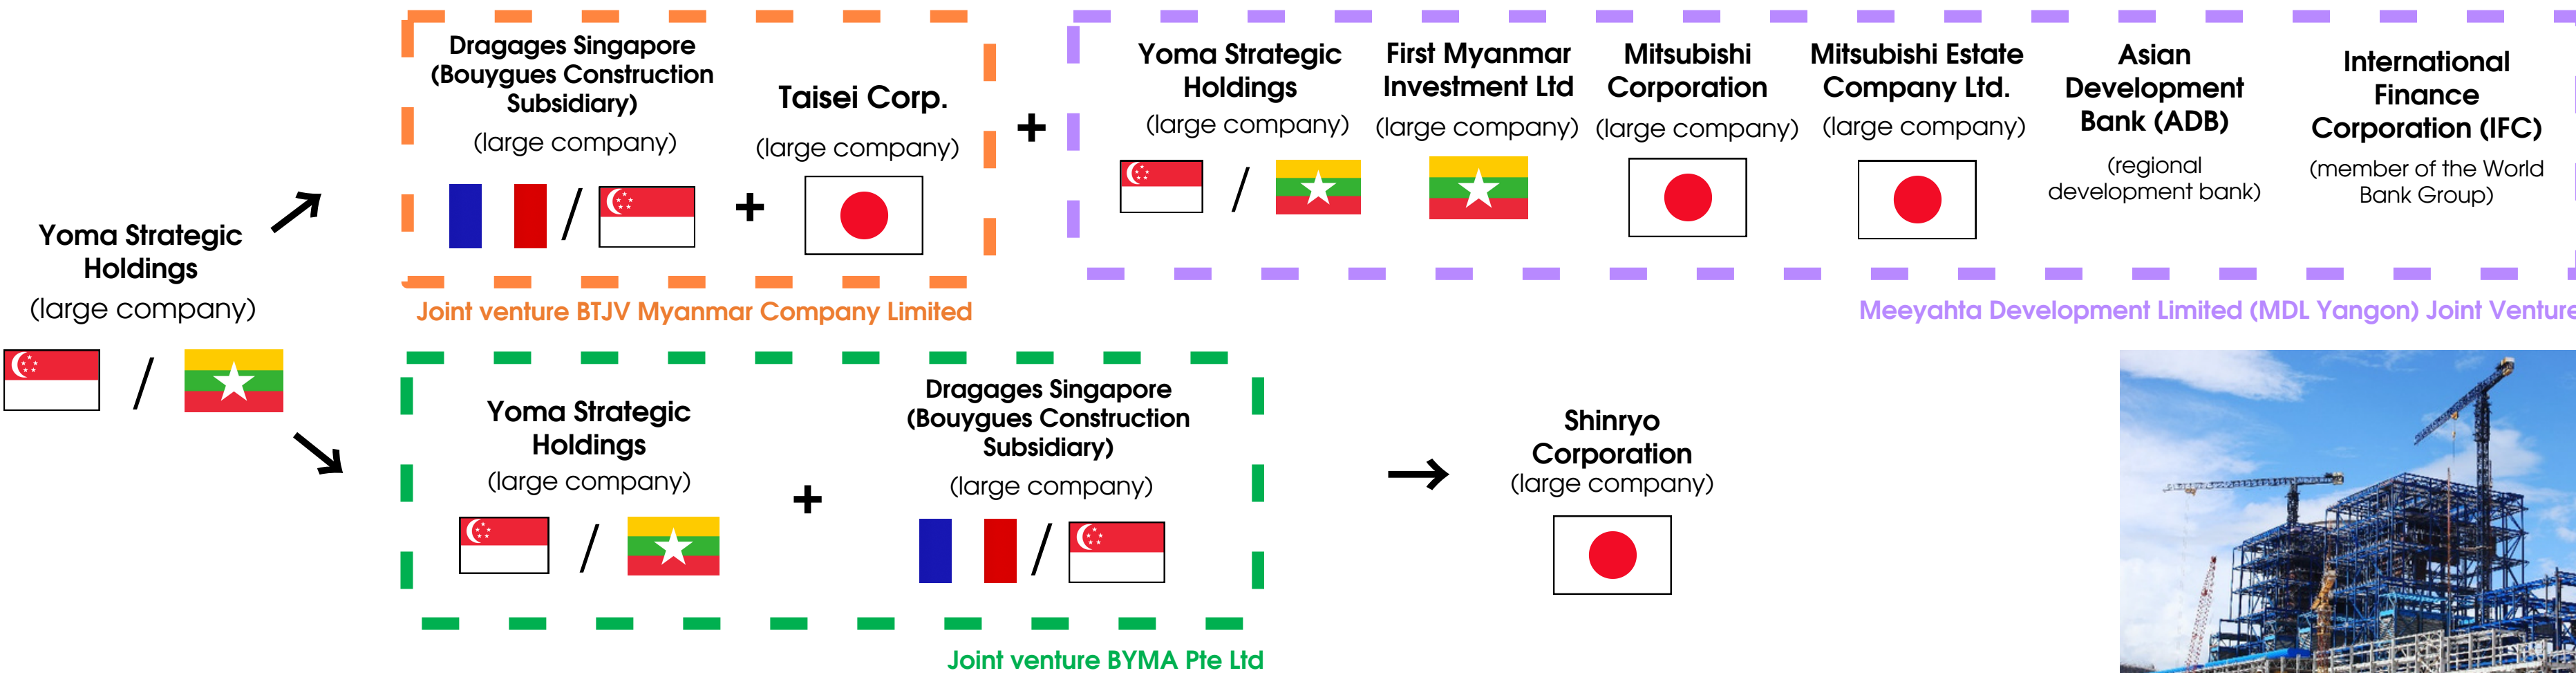 Yoma Strategic
Holdings
(large company)
Dragages Singapore
(Bouygues Construction
Subsidiary)
(large company)
+
Taisei Corp.
(large company)
Joint venture BTJV Myanmar Company Limited
+
Yoma Strategic
Holdings
(large company)
First Myanmar
Investment Ltd
(large company)
Mitsubishi
Corporation
(large company)
Mitsubishi Estate
Company Ltd.
(large company)
Asian
Development
Bank (ADB)
(regional
development bank)
International
Finance
Corporation (IFC)
(member of the World
Bank Group)
Meeyahta Development Limited (MDL Yangon) Joint Venture
Yoma Strategic
Holdings
(large company)
+
Dragages Singapore
(Bouygues Construction
Subsidiary)
(large company)
Joint venture BYMA Pte Ltd
Shinryo
Corporation
(large company)